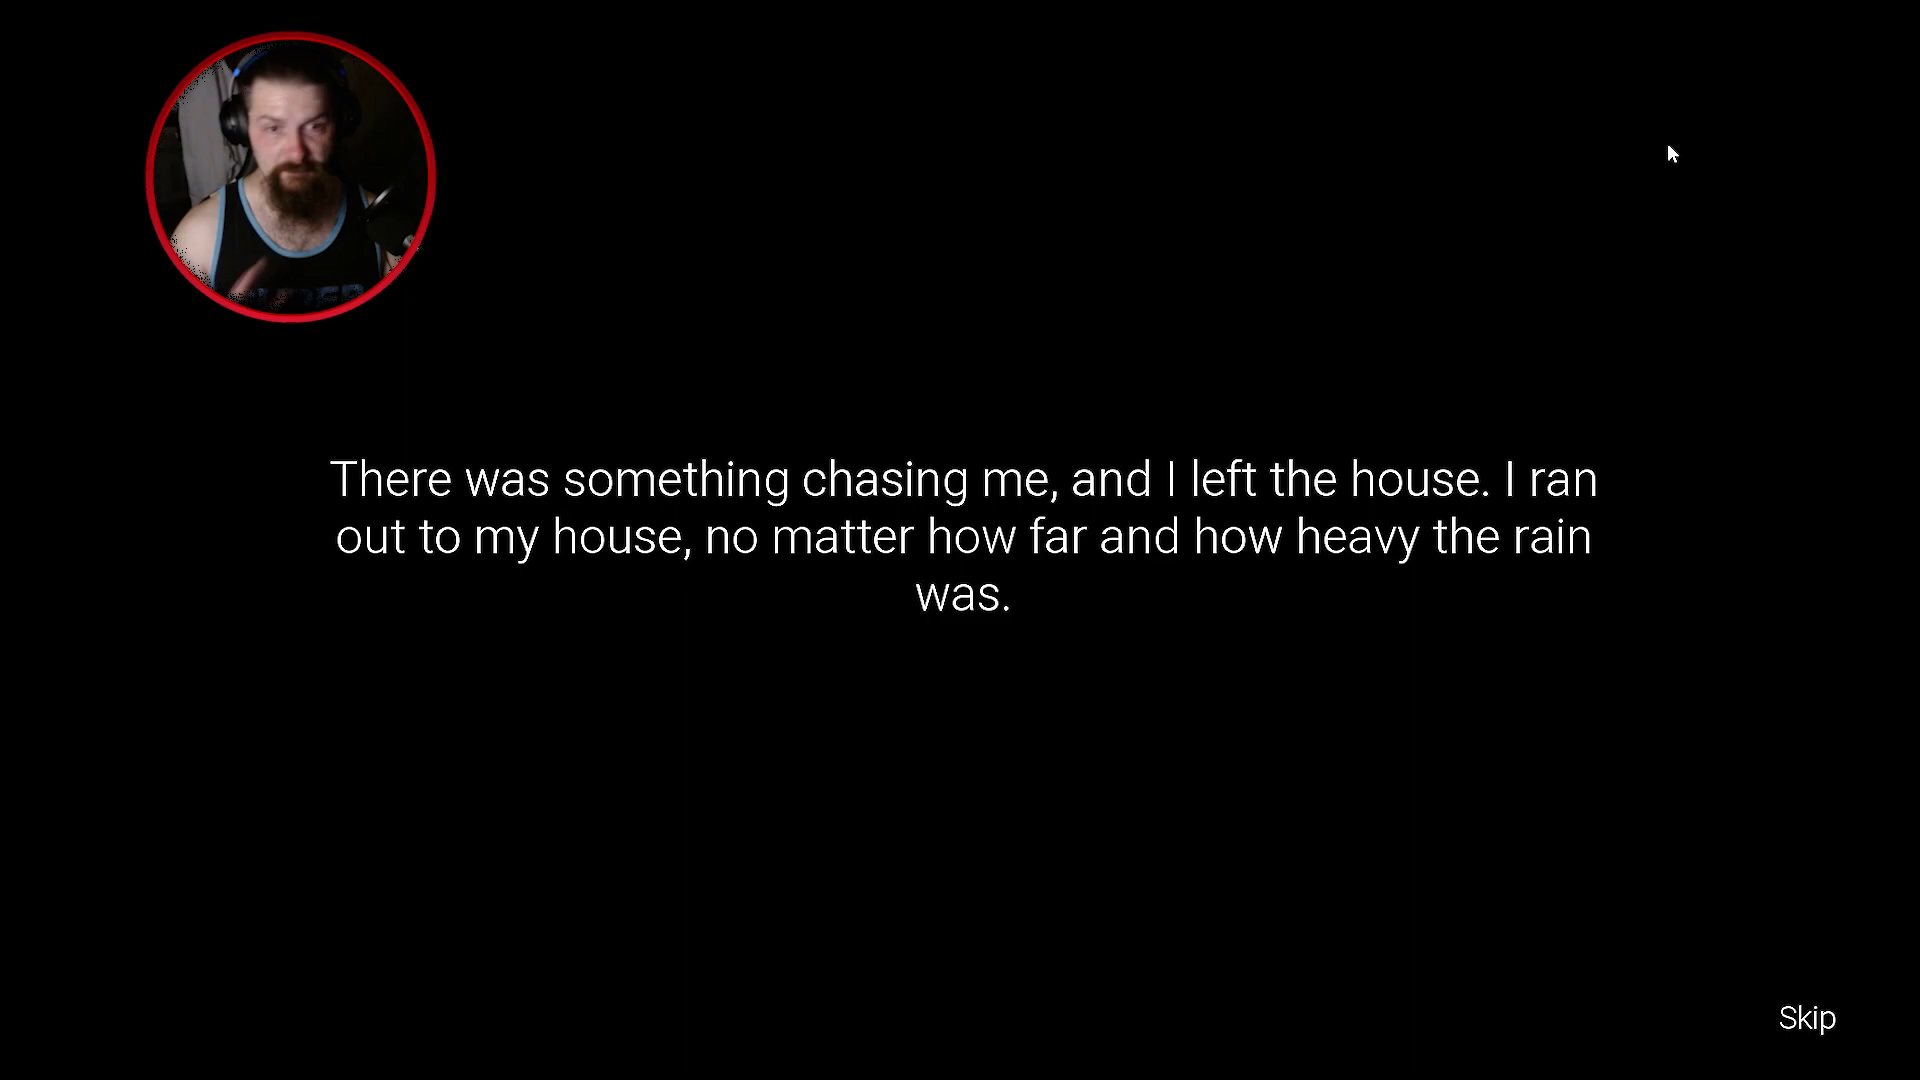 There was something chasing me, and I left the house. I ran
out to my house, no matter how far and how heavy the rain
was.
Skip